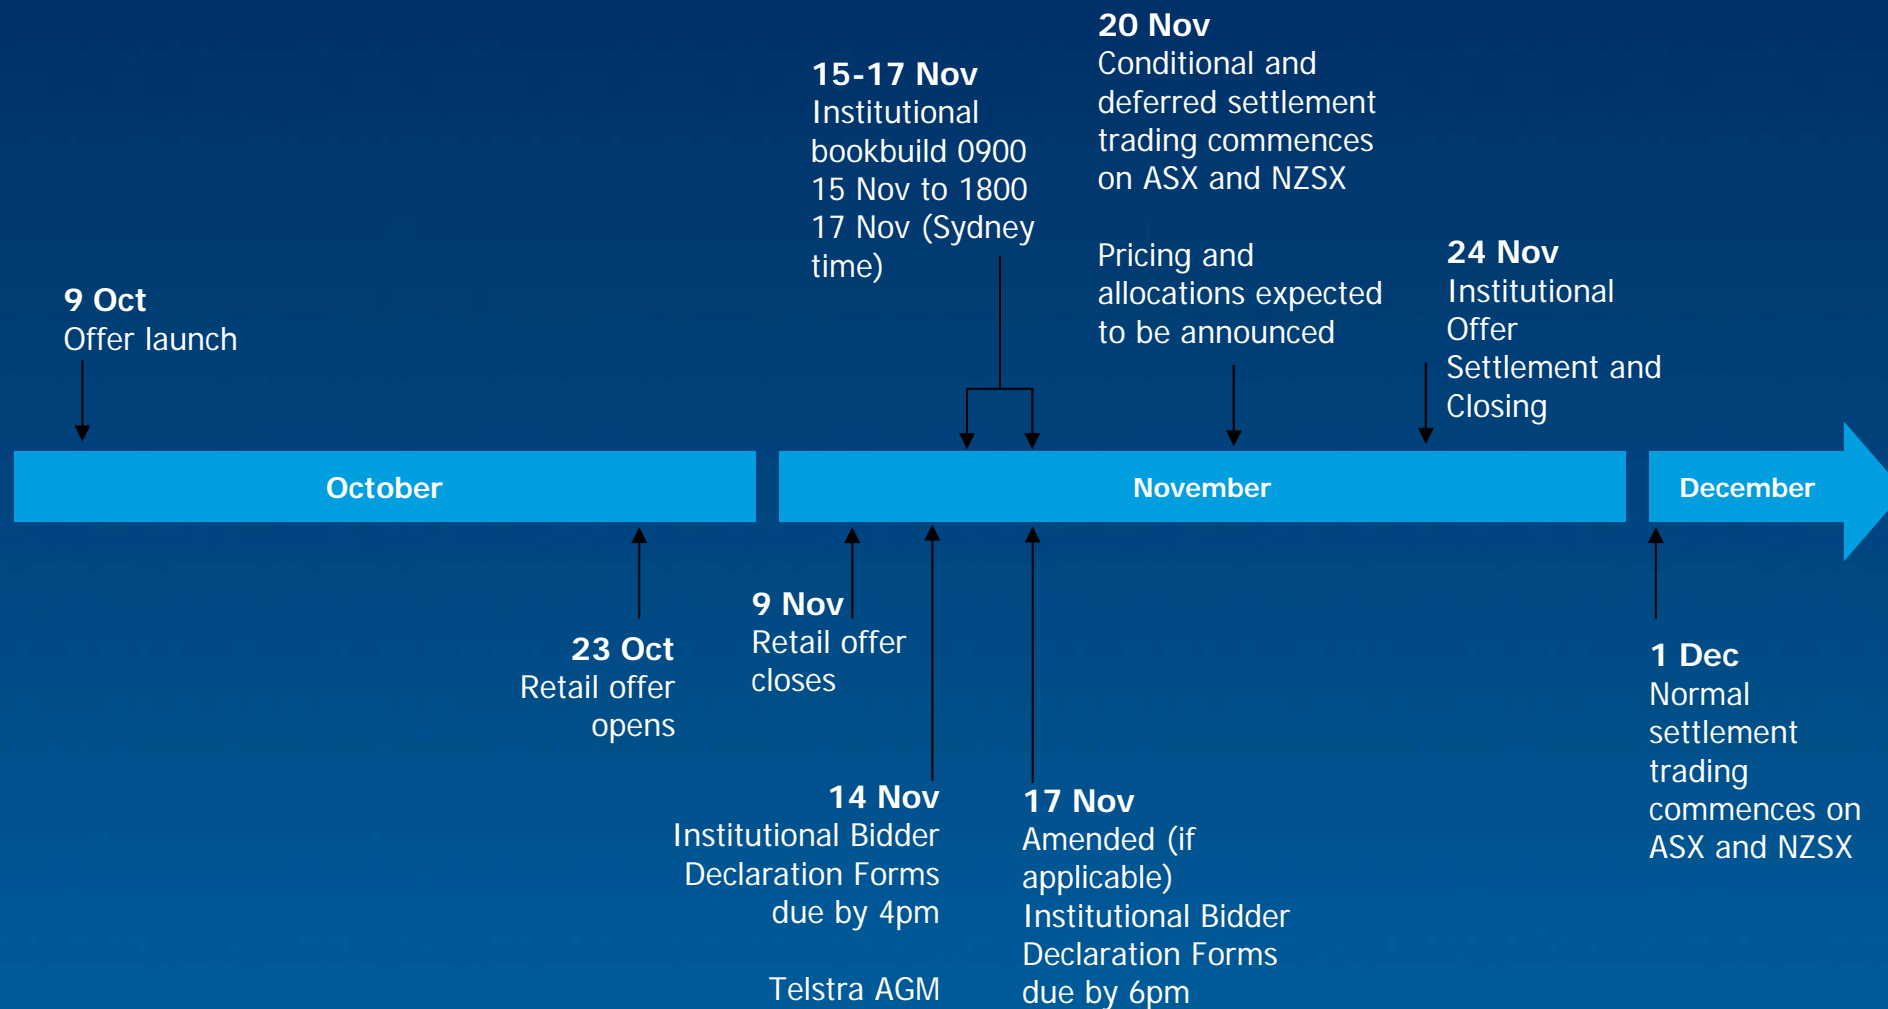 9 Oct
Offer launch
15-17 Nov
Institutional
bookbuild 0900
15 Nov to 1800
17 Nov (Sydney
time)
20 Nov
Conditional and
deferred settlement
trading commences
on ASX and NZSX
Pricing and
allocations expected
to be announced
24 Nov
Institutional
Offer
Settlement and
Closing
October
November
December
23 Oct
Retail offer
opens
9 Nov
Retail offer
closes
14 Nov
Institutional Bidder
Declaration Forms
due by 4pm
Telstra AGM
17 Nov
Amended (if
applicable)
Institutional Bidder
Declaration Forms
due by 6pm
1 Dec
Normal
settlement
trading
commences on
ASX and NZSX